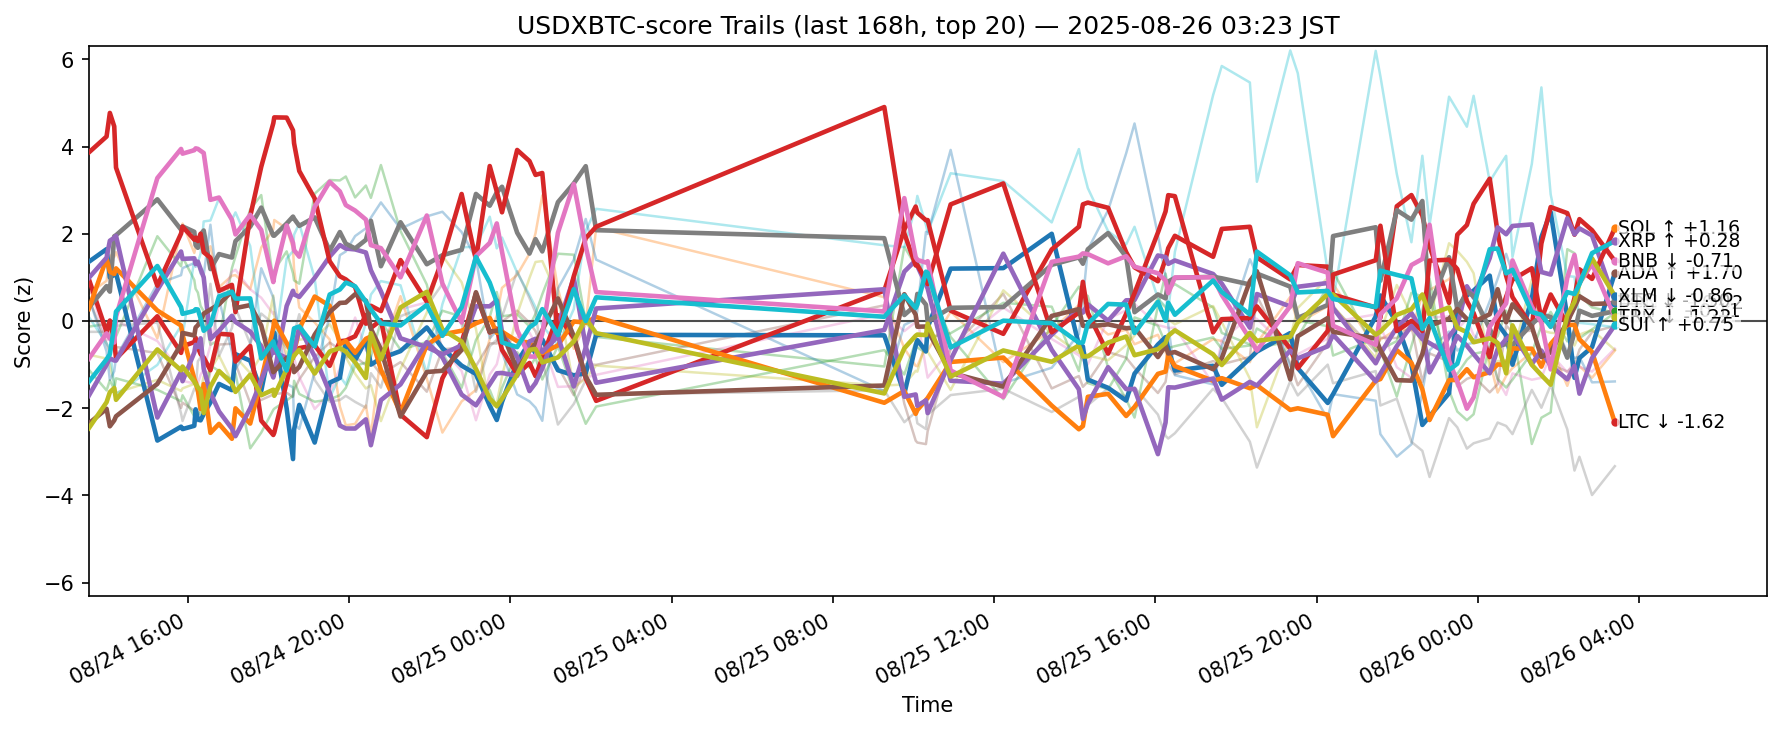 USDXBTC-score Trails (last 168h, top 20) — 2025-08-26 03:23 JST
Score (z)
6
4
2
0
−2
−4
−6
SOL ↑ +1.16
XRP ↑ +0.28
BNB ↓ -0.71
ADA ↑ +1.70
XLM ↓ -0.86
SUI ↑ +0.75
LTC ↓ -1.62
08/24 16:00
08/24 20:00
08/25 00:00
08/25 04:00
08/25 08:00
08/25 12:00
08/25 16:00
08/25 20:00
08/26 00:00
08/26 04:00
Time